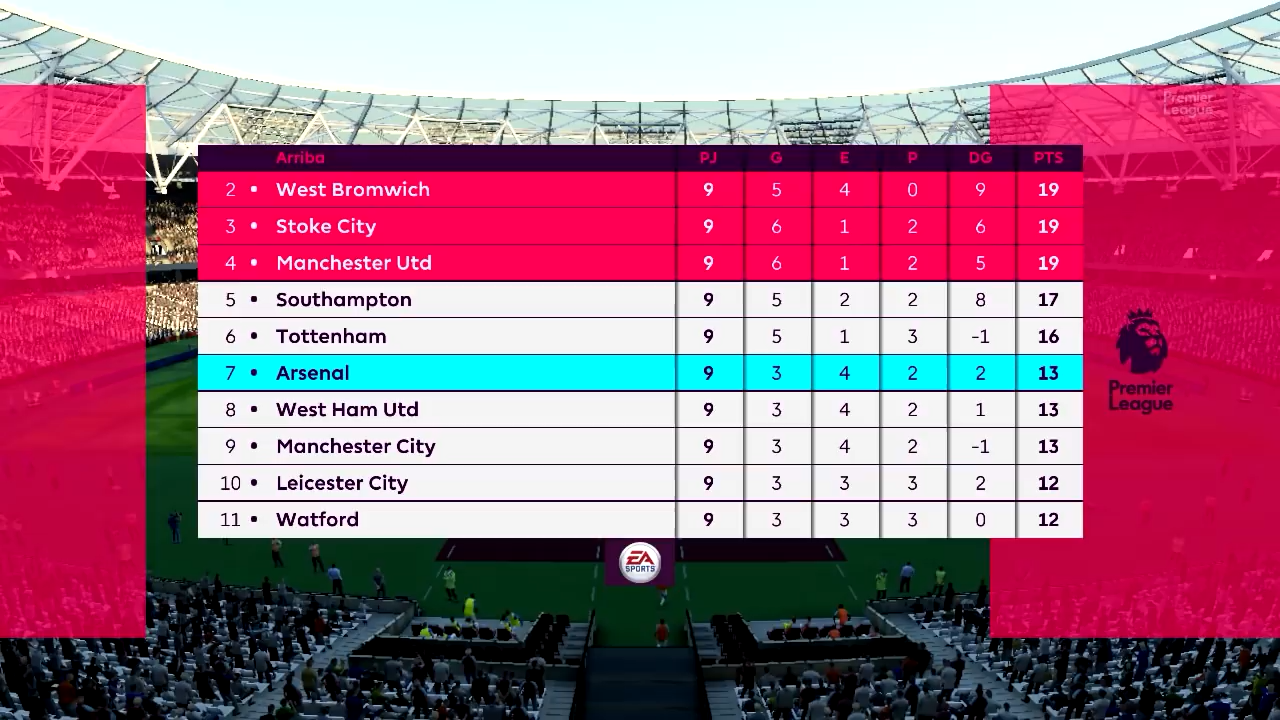 Premier
League
Arriba PJ G E P DG PTS
2 • West Bromwich 9 5 4 0 9 19
3 • Stoke City 9 6 1 2 6 19
4 • Manchester Utd 9 6 1 2 5 19
5 • Southampton 9 5 2 2 8 17
6 • Tottenham 9 5 1 3 -1 16
7 • Arsenal 9 3 4 2 2 13
8 • West Ham Utd 9 3 4 2 1 13
9 • Manchester City 9 3 4 2 -1 13
10 • Leicester City 9 3 3 3 2 12
11 • Watford 9 3 3 3 0 12
Premier
League
EA
SPORTS